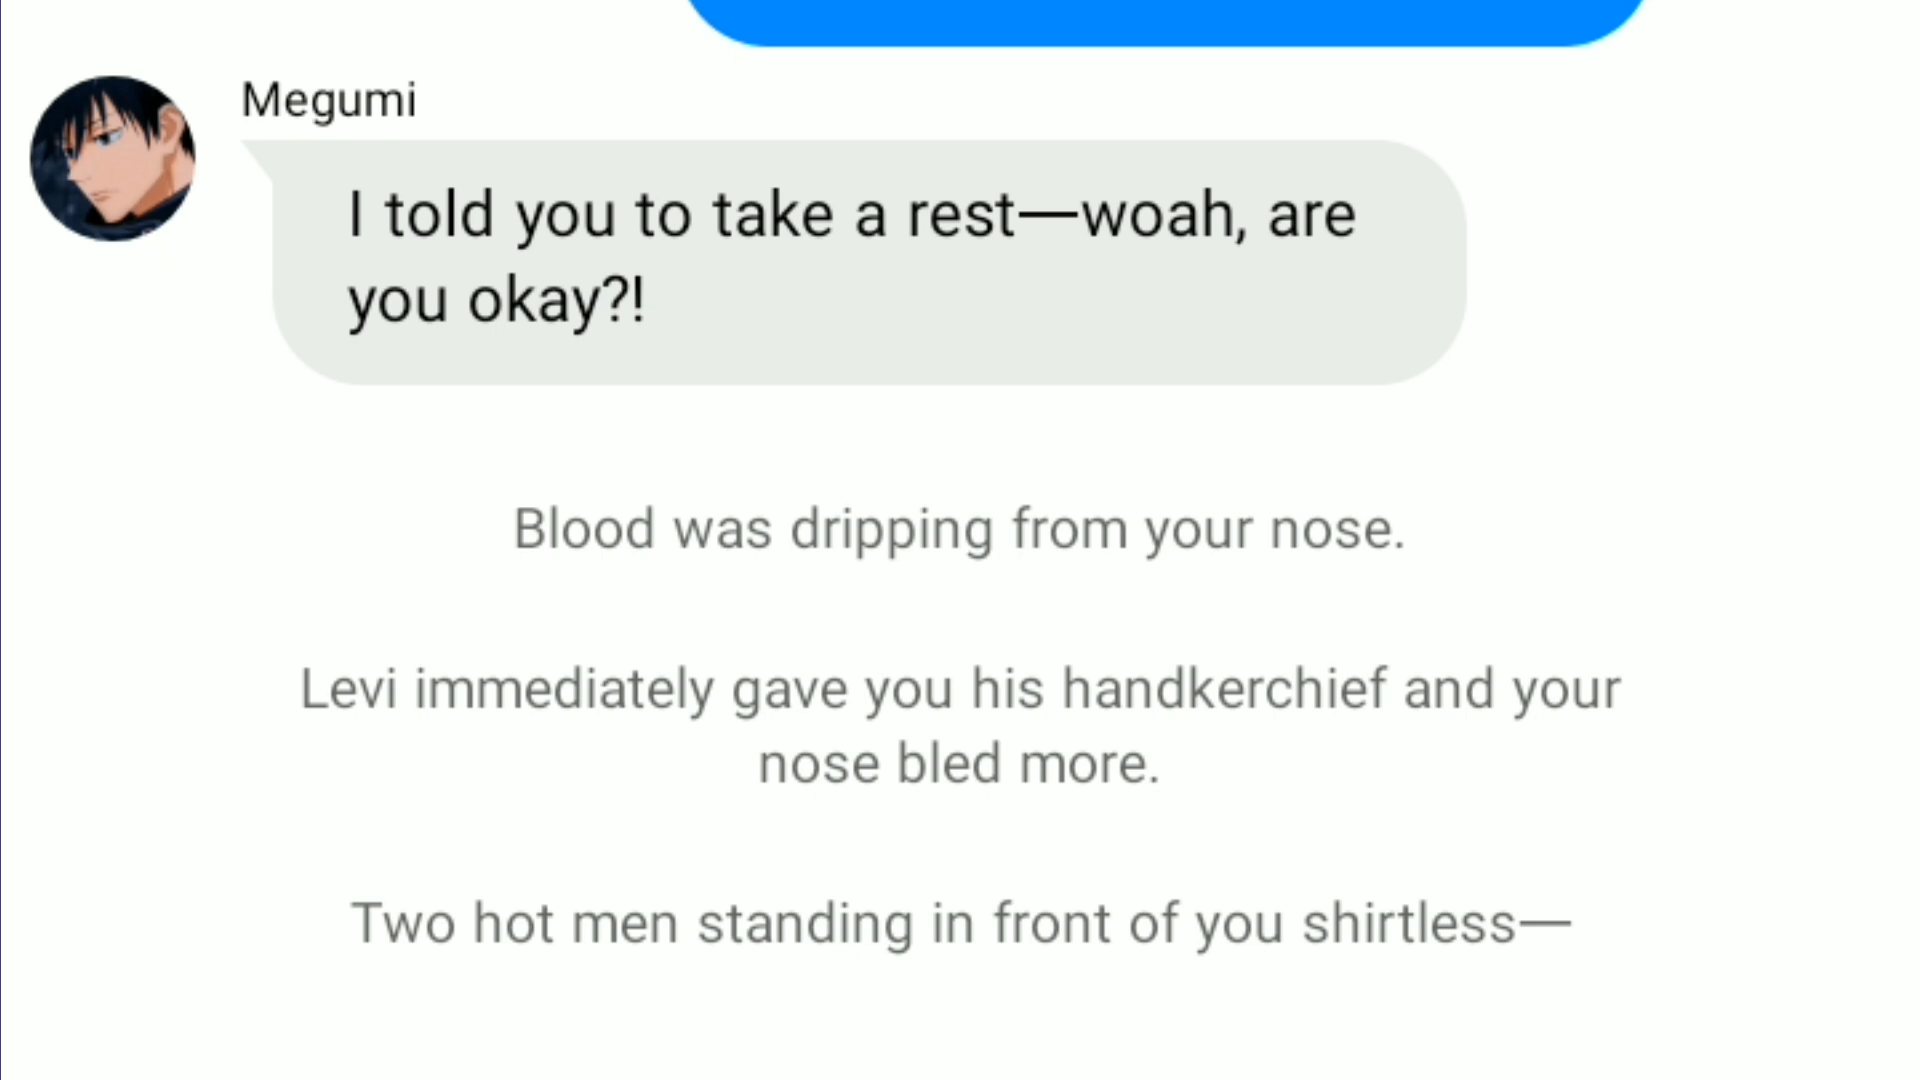 Megumi
I told you to take a rest—woah, are
you okay?!
Blood was dripping from your nose.
Levi immediately gave you his handkerchief and your
nose bled more.
Two hot men standing in front of you shirtless—